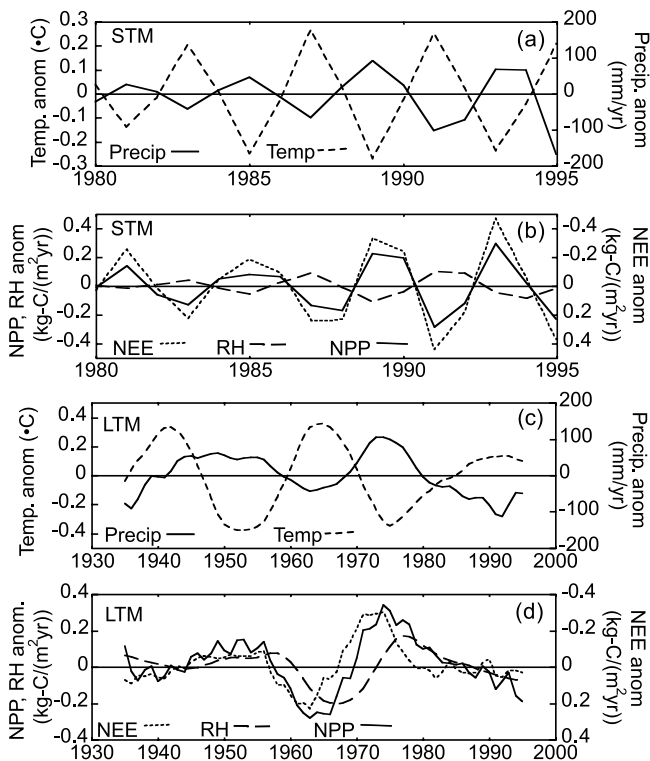 Temp. anom (•C)
0.3
0.2
0.1
0
-0.1
-0.2
-0.3
STM
(a)
Precip
Temp
200
100
0
-100
-200
Precip. anom
(mm/yr)
1980 1985 1990 1995
NPP, RH anom
(kg-C/(m²yr))
0.4
0.2
0
-0.2
-0.4
STM
(b)
NEE RH NPP
-0.4
-0.2
0
0.2
0.4
NEE anom
(kg-C/(m²yr))
1980 1985 1990 1995
Temp. anom (•C)
0.4
0.2
0
-0.2
-0.4
LTM
(c)
Precip
Temp
200
100
0
-100
-200
Precip. anom
(mm/yr)
1930 1940 1950 1960 1970 1980 1990 2000
NPP, RH anom.
(kg-C/(m²yr))
0.4
0.2
0
0.2
0.4
LTM
(d)
NEE RH NPP
-0.4
-0.2
0
0.2
0.4
NEE anom
(kg-C/(m²yr))
1930 1940 1950 1960 1970 1980 1990 2000